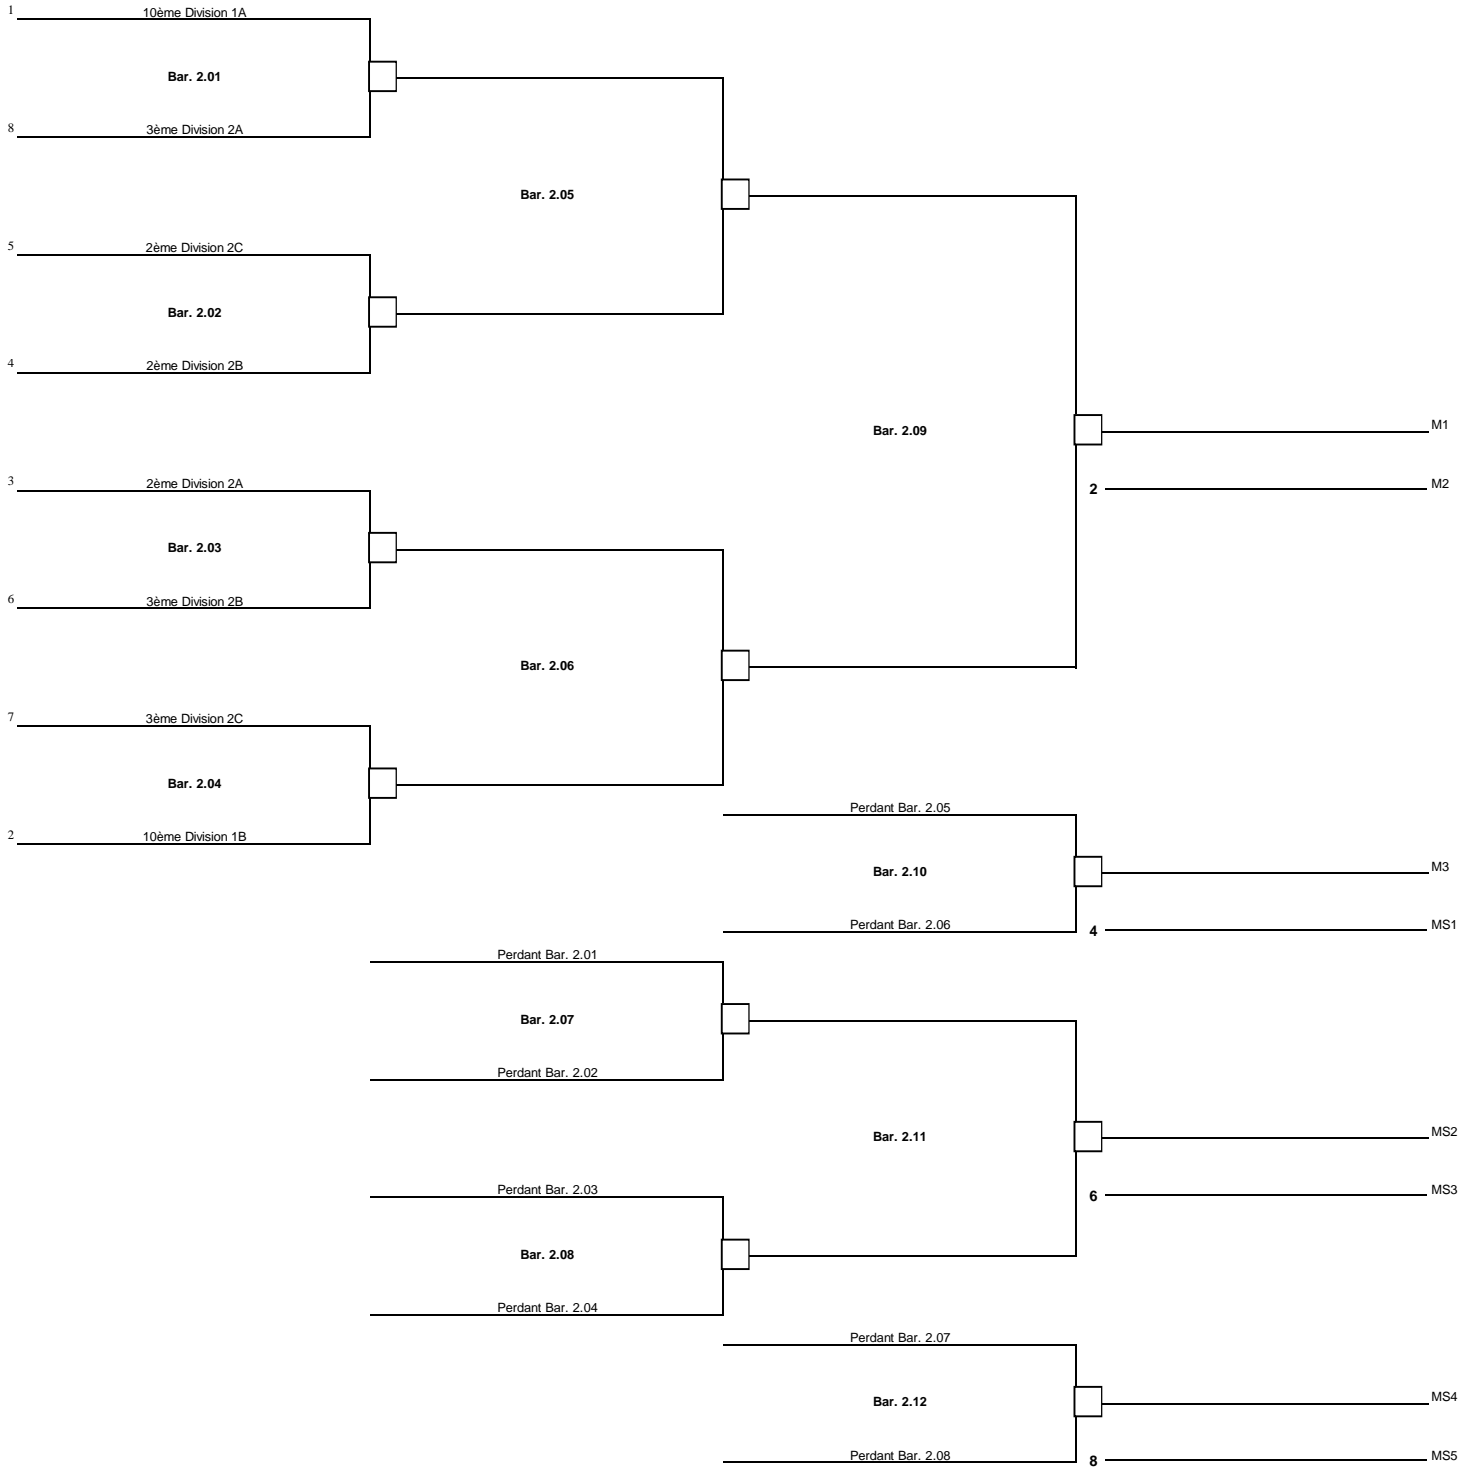 1 10ème Division 1A
Bar. 2.01
8 3ème Division 2A
Bar. 2.05
5 2ème Division 2C
Bar. 2.02
4 2ème Division 2B
Bar. 2.09
M1
3 2ème Division 2A
2 M2
Bar. 2.03
6 3ème Division 2B
Bar. 2.06
7 3ème Division 2C
Bar. 2.04
Perdant Bar. 2.05
2 10ème Division 1B
Bar. 2.10
M3
Perdant Bar. 2.06
4 MS1
Perdant Bar. 2.01
Bar. 2.07
Perdant Bar. 2.02
Bar. 2.11
MS2
Perdant Bar. 2.03
6 MS3
Bar. 2.08
Perdant Bar. 2.04
Perdant Bar. 2.07
Bar. 2.12
MS4
Perdant Bar. 2.08
8 MS5